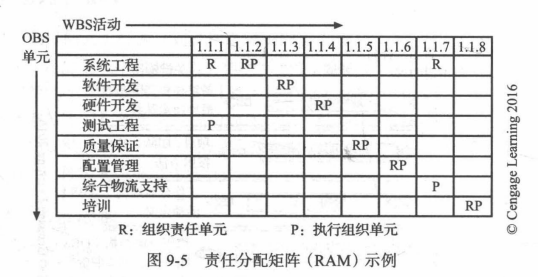 WBS活动
OBS
单元
1.1.1 1.1.2 1.1.3 1.1.4 1.1.5 1.1.6 1.1.7 1.1.8
系统工程 R RP R
软件开发 RP
硬件开发 RP
测试工程 P
质量保证 RP
配置管理 RP
综合物流支持 P
培训 RP
R：组织责任单元 P：执行组织单元
© Cengage Learning 2016
图 9-5 责任分配矩阵（RAM）示例